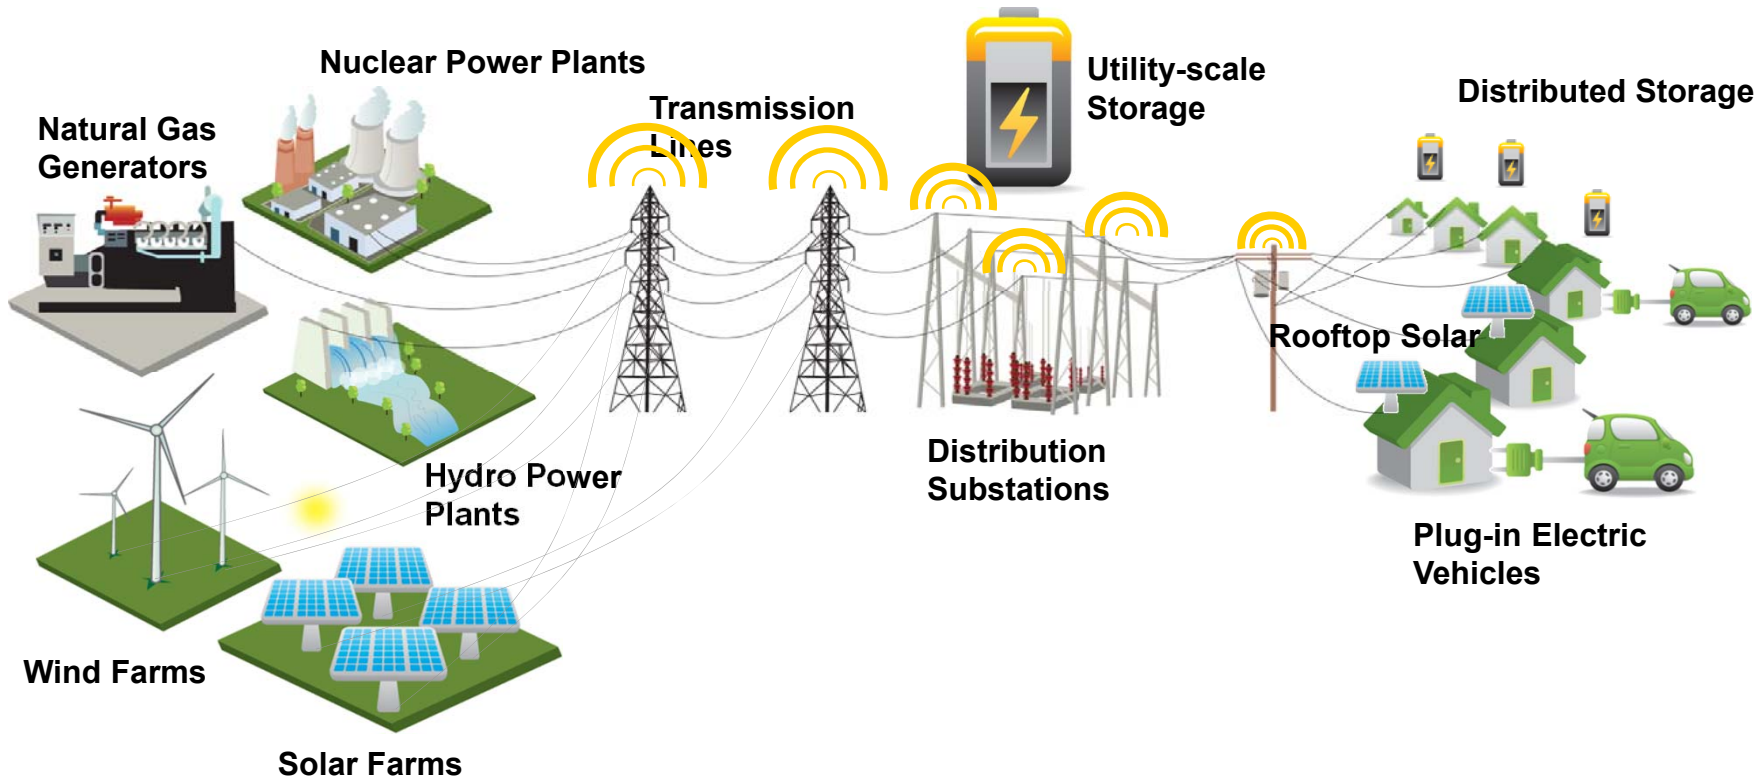 Nuclear Power Plants
Natural Gas
Generators
Transmission
Lines
Utility-scale
Storage
Distributed Storage
Rooftop Solar
Hydro Power
Plants
Distribution
Substations
Plug-in Electric
Vehicles
Wind Farms
Solar Farms